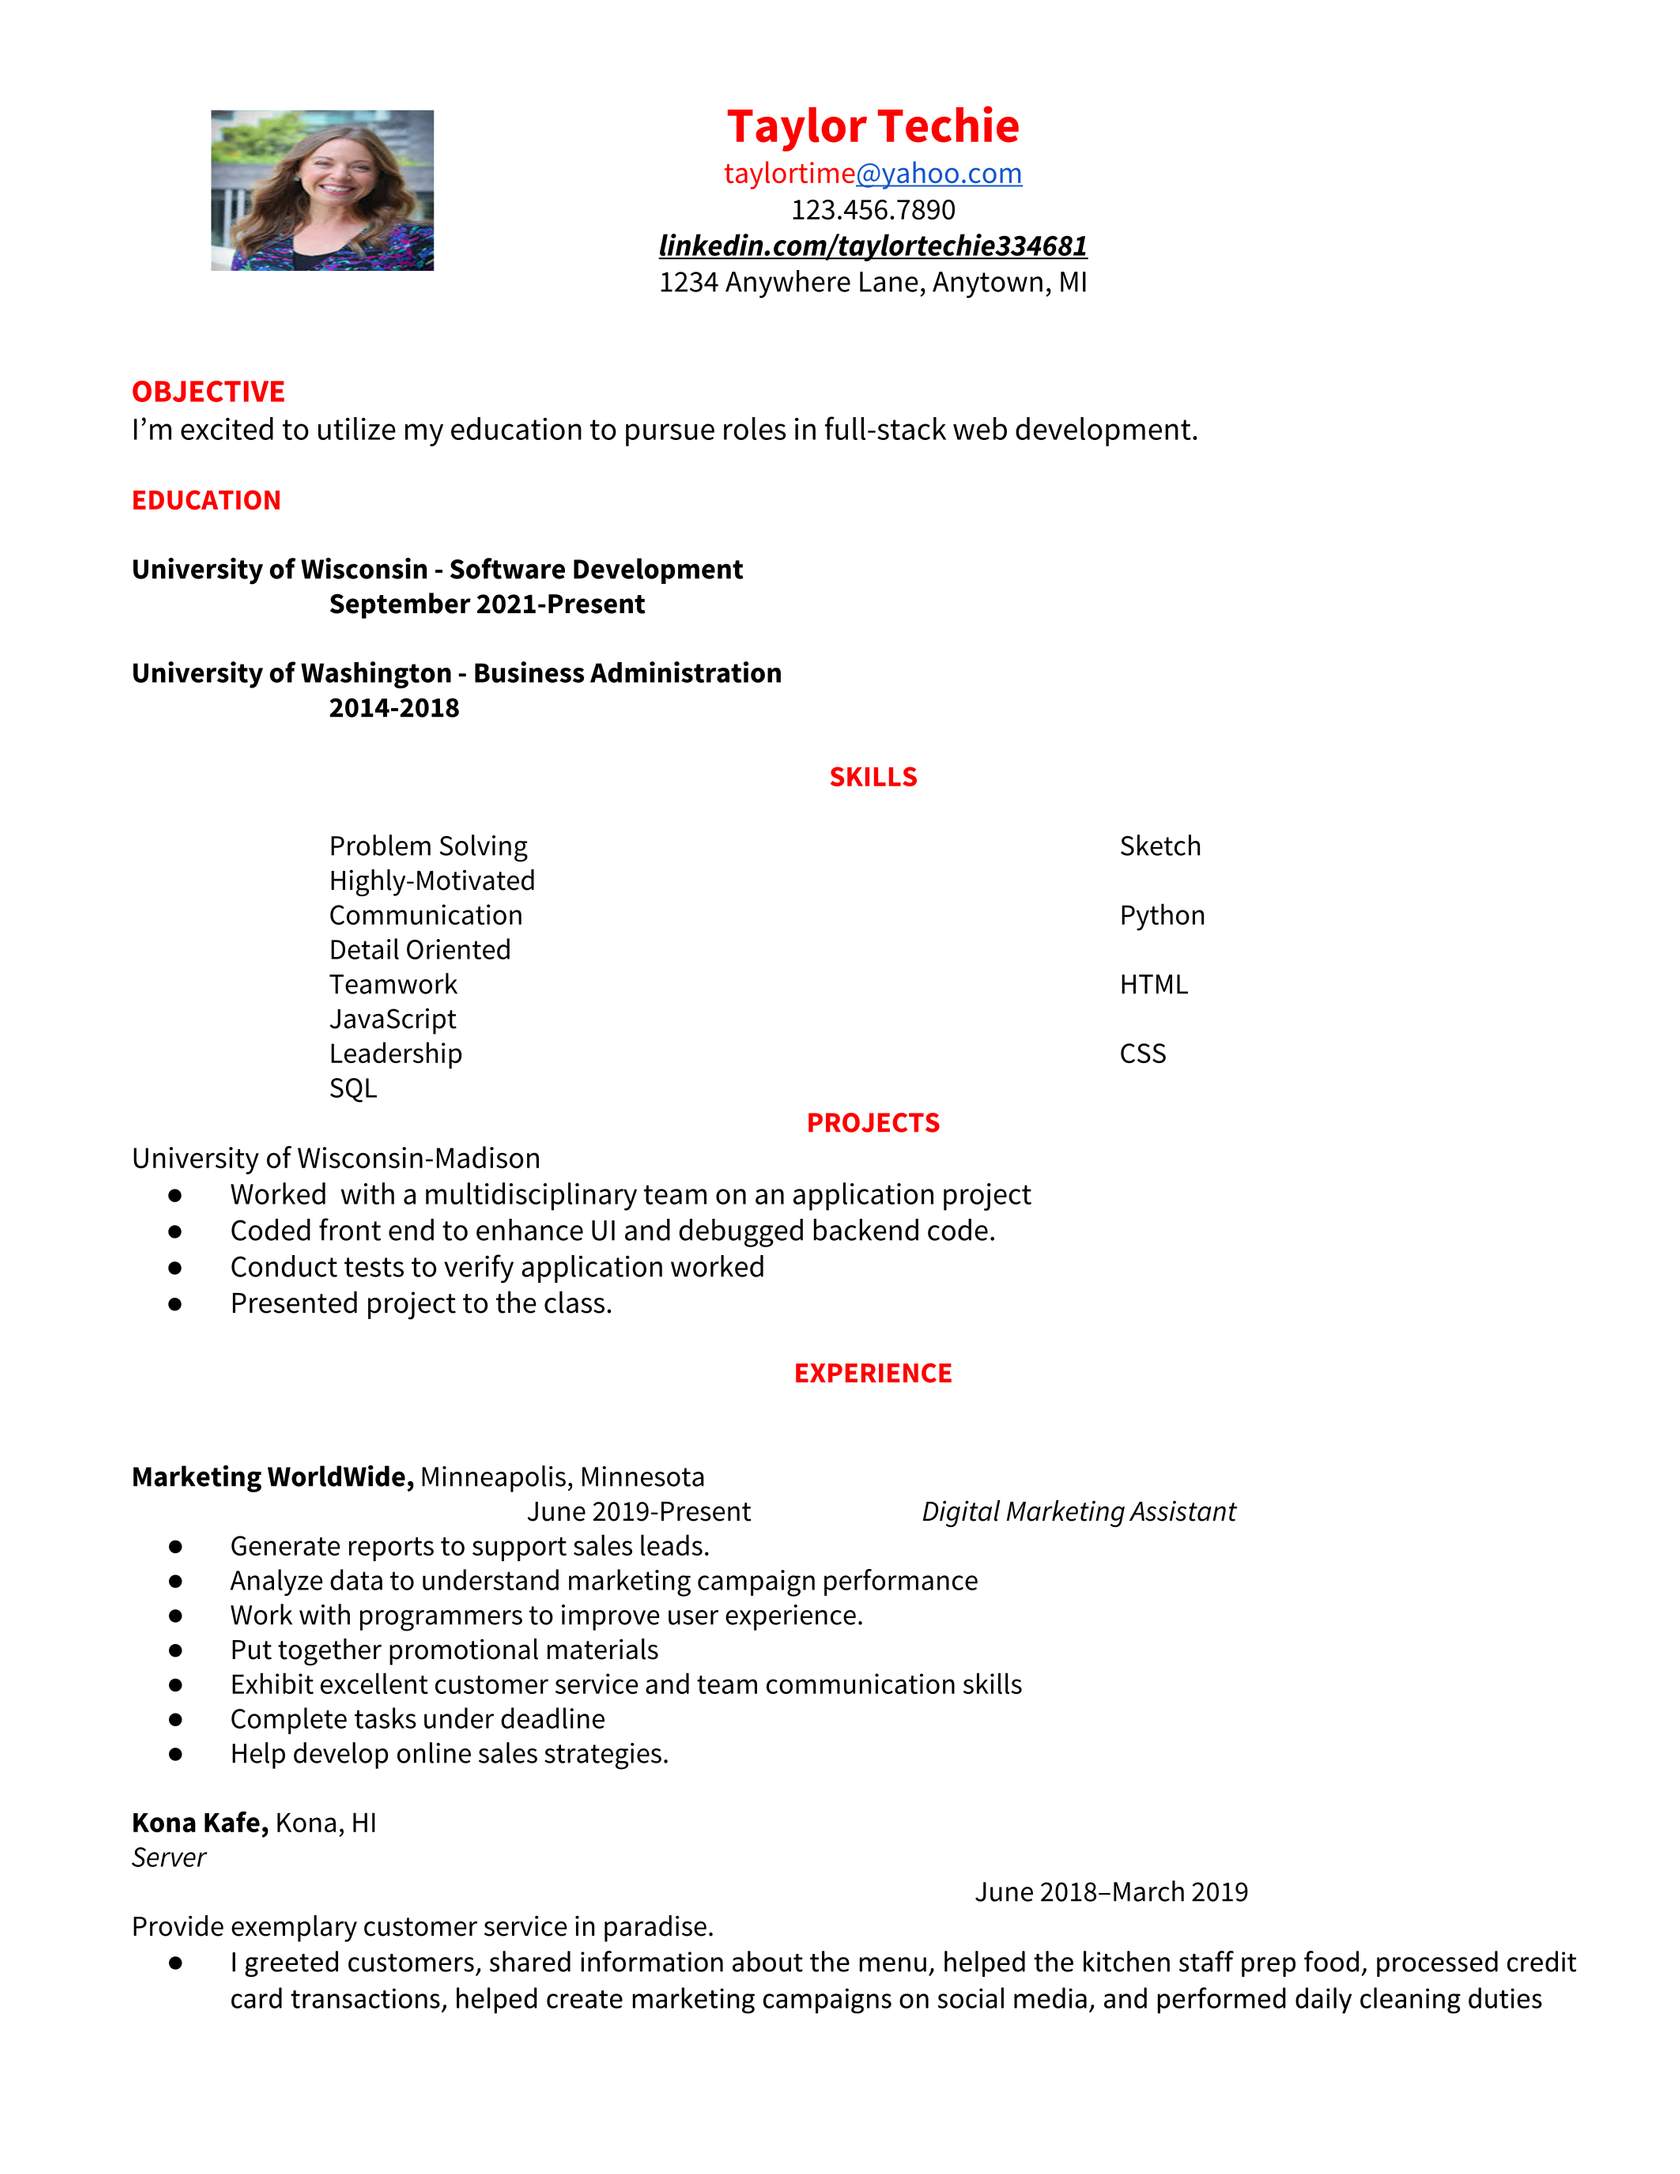 Taylor Techie
taylortime@yahoo.com
123.456.7890
linkedin.com/taylortechie334681
1234 Anywhere Lane, Anytown, MI
OBJECTIVE
I’m excited to utilize my education to pursue roles in full-stack web development.
EDUCATION
University of Wisconsin - Software Development
September 2021-Present
University of Washington - Business Administration
2014-2018
SKILLS
Problem Solving Sketch
Highly-Motivated
Communication Python
Detail Oriented
Teamwork HTML
JavaScript
Leadership CSS
SQL
PROJECTS
University of Wisconsin-Madison
● Worked  with a multidisciplinary team on an application project
● Coded front end to enhance UI and debugged backend code.
● Conduct tests to verify application worked
● Presented project to the class.
EXPERIENCE
Marketing WorldWide, Minneapolis, Minnesota
June 2019-Present Digital Marketing Assistant
● Generate reports to support sales leads.
● Analyze data to understand marketing campaign performance
● Work with programmers to improve user experience.
● Put together promotional materials
● Exhibit excellent customer service and team communication skills
● Complete tasks under deadline
● Help develop online sales strategies.
Kona Kafe, Kona, HI
Server
June 2018–March 2019
Provide exemplary customer service in paradise.
● I greeted customers, shared information about the menu, helped the kitchen staff prep food, processed credit
card transactions, helped create marketing campaigns on social media, and performed daily cleaning duties